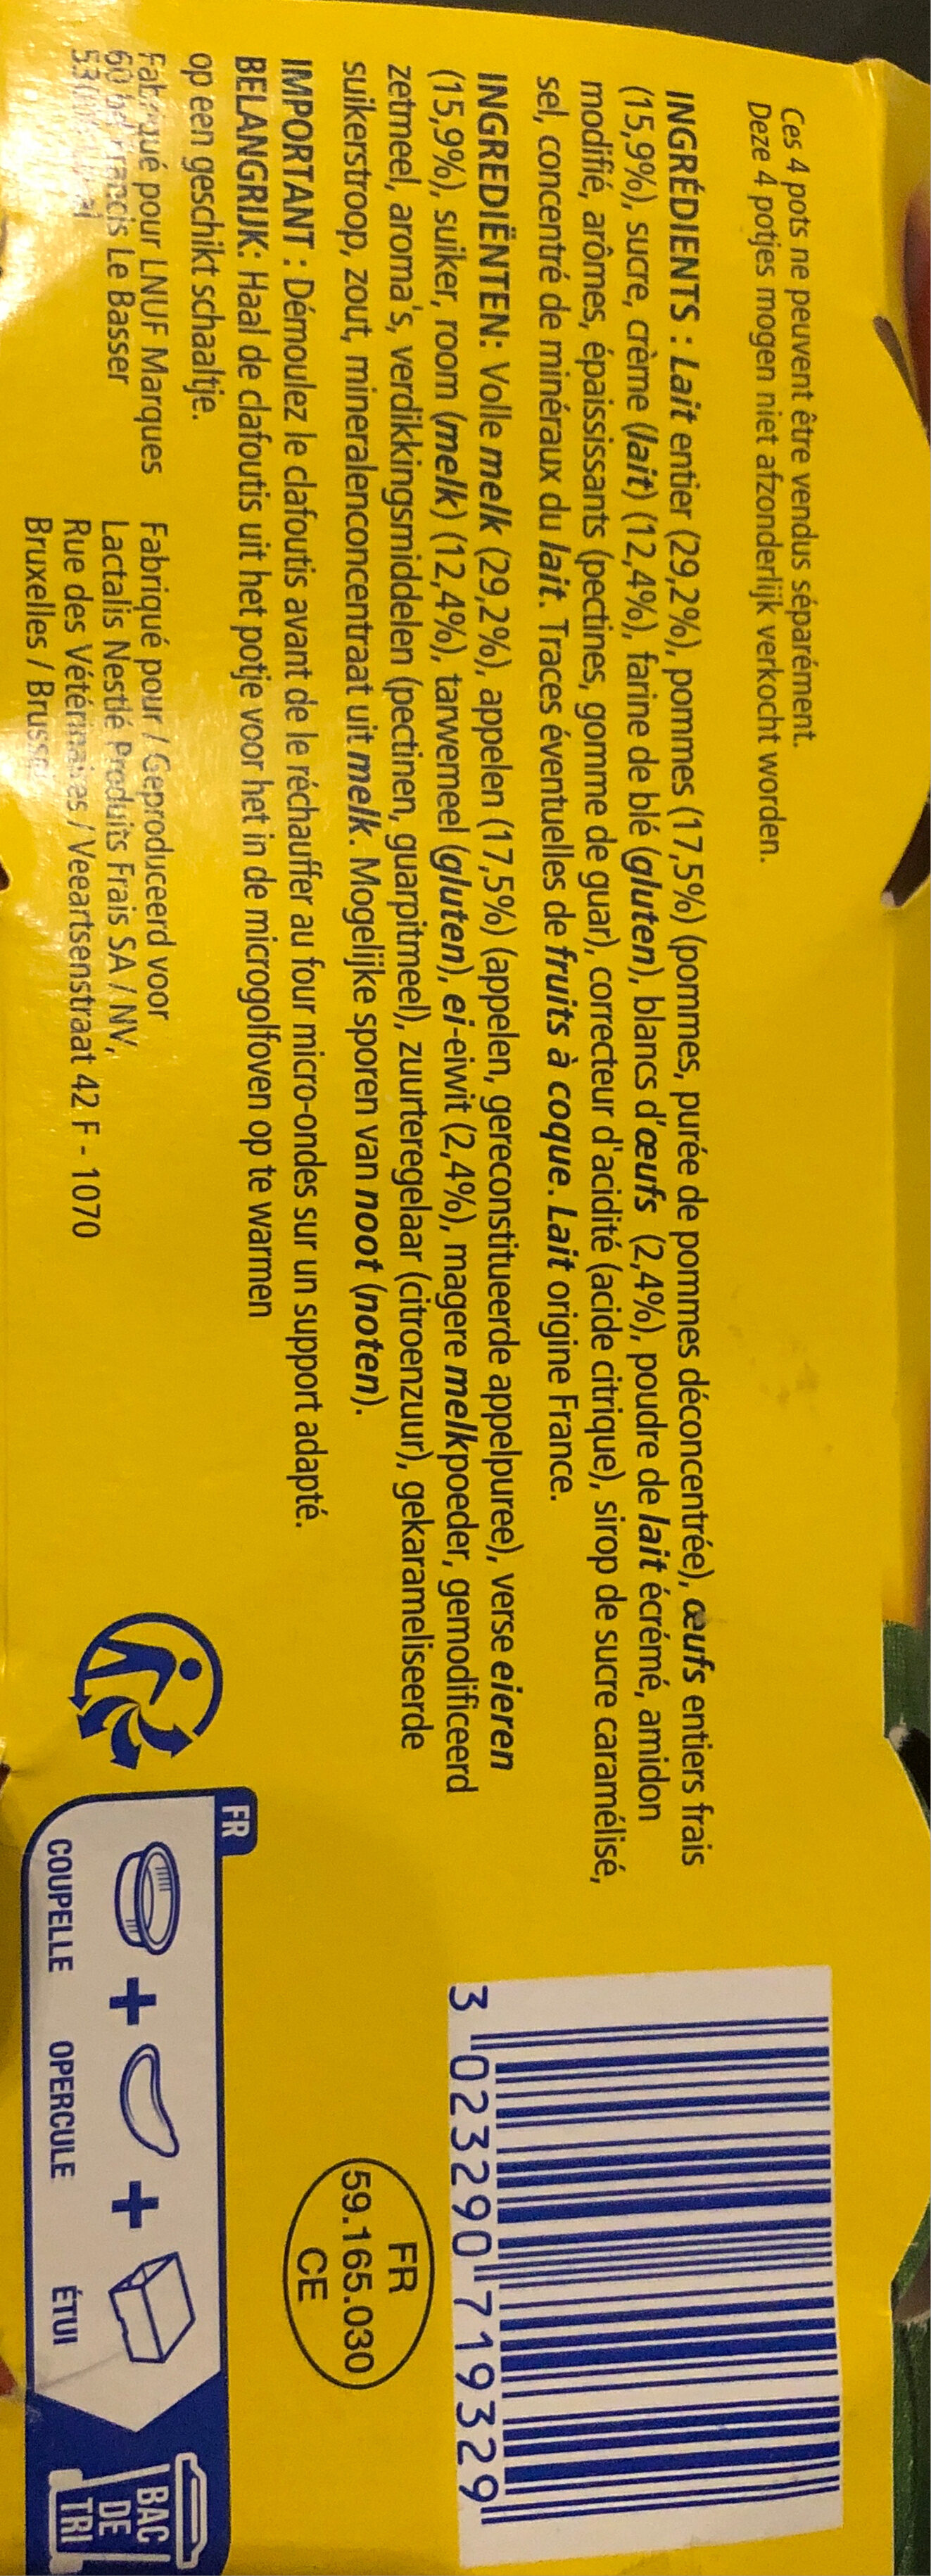 Ces 4 pots ne peuvent être vendus séparément.
Deze 4 potjes mogen niet afzonderlijk verkocht worden.
INGRÉDIENTS : Lait entier (29,2%), pommes (17,5%) (pommes, purée de pommes déconcentrée), œufs entiers frais
(15,9%), sucre, crème (lait) (12,4%), farine de blé (gluten), blancs d'œufs (2,4%), poudre de lait écrémé, amidon
modifié, arômes, épaississants (pectines, gomme de guar), correcteur d'acidité (acide citrique), sirop de sucre caramélisé,
sel, concentré de minéraux du lait. Traces éventuelles de fruits à coque. Lait origine France.
INGREDIËNTEN: Volle melk (29,2%), appelen (17,5%) (appelen, gereconstitueerde appelpuree), verse eieren
(15,9%), suiker, room (melk) (12,4%), tarwemeel (gluten), ei-eiwit (2,4%), magere melkpoeder, gemodificeerd
zetmeel, aroma's, verdikkingsmiddelen (pectinen, guarpitmeel), zuurteregelaar (citroenzuur), gekarameliseerde
suikerstroop, zout, mineralenconcentraat uit melk. Mogelijke sporen van noot (noten).
IMPORTANT : Démoulez le clafoutis avant de le réchauffer au four micro-ondes sur un support adapté.
BELANGRIJK: Haal de clafoutis uit het potje voor het in de microgolfoven op te warmen
op een geschikt schaaltje.
Fabriqué pour LNUF Marques
60 Le Basser
Fabriqué pour / Geproduceerd voor
Lactalis Nestlé Produits Frais SA / NV,
Rue des Vétérinaires / Veeartsenstraat 42 F - 1070
Bruxelles /
3 023290 719329
FR
59.165.030
CE
FR
COUPELLE + OPERCULE + ÉTUI
BAC
DE
TRI